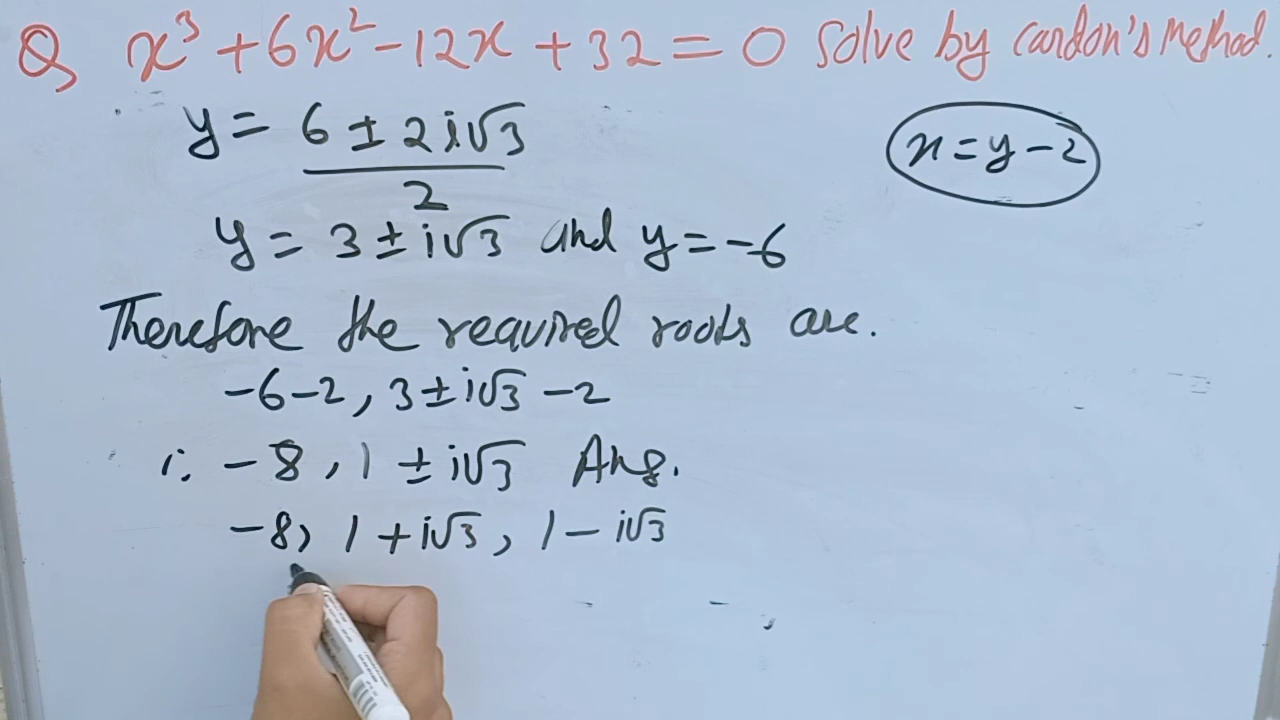 Q x³ + 6x² - 12x + 32 = 0 Solve by cardon's Method.
y = 6 ± 2i√3 / 2
x = y - 2
y = 3 ± i√3 and y = -6
Therefore the required roots are.
-6-2, 3 ± i√3 - 2
i. -8, 1 ± i√3 Ans.
-8, 1 + i√3, 1 - i√3